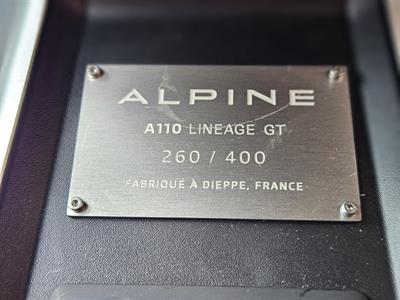 ALPINE
A110 LINEAGE GT
260 / 400
FABRIQUÉ À DIEPPE, FRANCE